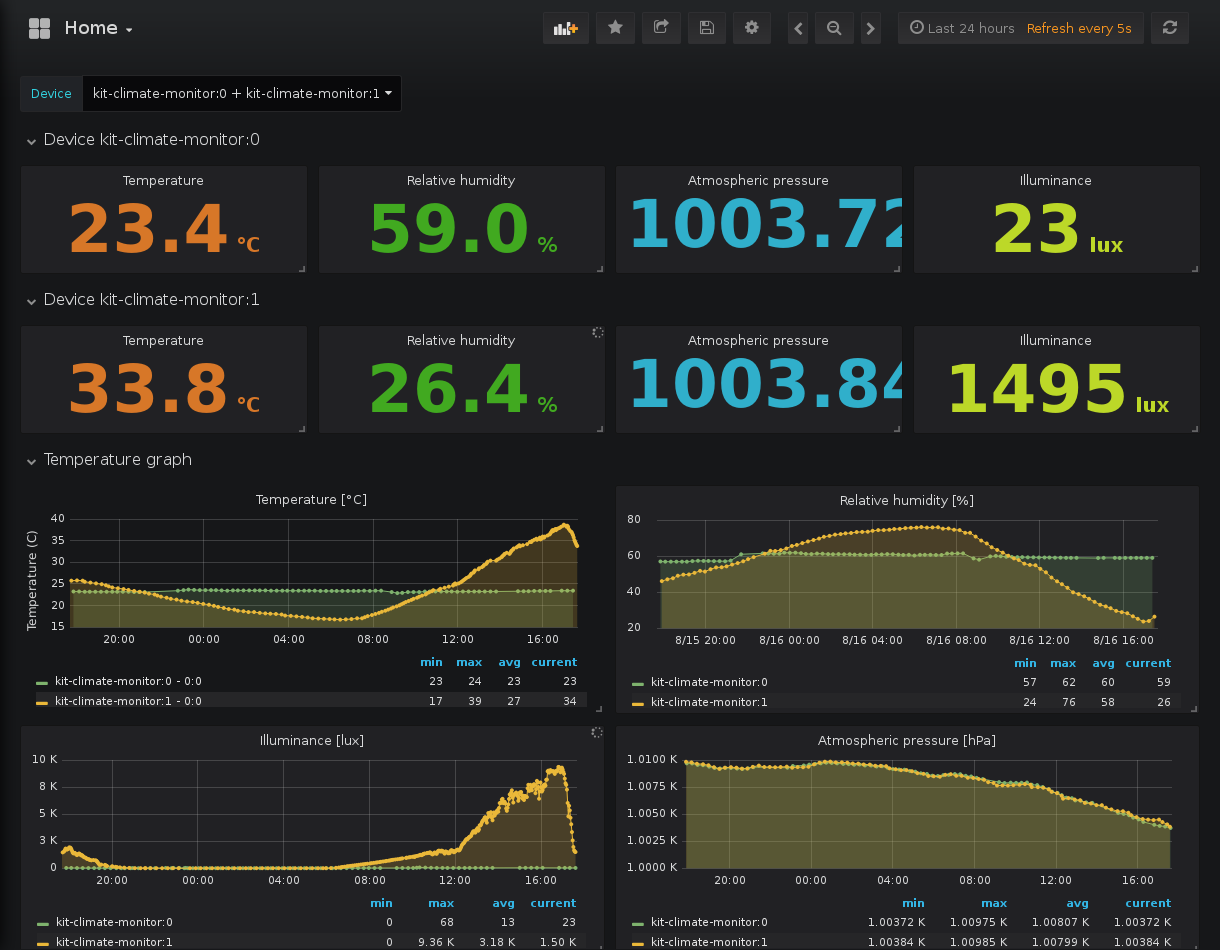 Home
Last 24 hours Refresh every 5s
Device kit-climate-monitor:0 + kit-climate-monitor:1
Device kit-climate-monitor:0
Temperature Relative humidity Atmospheric pressure Illuminance
23.4 °C 59.0 % 1003.72 23 lux
Device kit-climate-monitor:1
Temperature Relative humidity Atmospheric pressure Illuminance
33.8 °C 26.4 % 1003.84 1495 lux
Temperature graph
Temperature [°C]
Temperature (C)
40
35
30
25
20
15
20:00 00:00 04:00 08:00 12:00 16:00
min max avg current
kit-climate-monitor:0 - 0:0 23 24 23 23
kit-climate-monitor:1 - 0:0 17 39 27 34
Relative humidity [%]
80
60
40
20
8/15 20:00 8/16 00:00 8/16 04:00 8/16 08:00 8/16 12:00 8/16 16:00
min max avg current
kit-climate-monitor:0 57 62 60 59
kit-climate-monitor:1 24 76 58 26
Illuminance [lux]
10 K
8 K
5 K
3 K
0
20:00 00:00 04:00 08:00 12:00 16:00
min max avg current
kit-climate-monitor:0 0 68 13 23
kit-climate-monitor:1 0 9.36 K 3.18 K 1.50 K
Atmospheric pressure [hPa]
1.0100 K
1.0075 K
1.0050 K
1.0025 K
1.0000 K
20:00 00:00 04:00 08:00 12:00 16:00
min max avg current
kit-climate-monitor:0 1.00372 K 1.00975 K 1.00807 K 1.00372 K
kit-climate-monitor:1 1.00384 K 1.00985 K 1.00799 K 1.00384 K